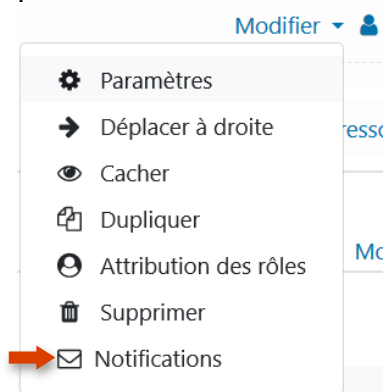 Modifier
Paramètres
Déplacer à droite
Cacher
Dupliquer
Attribution des rôles
Supprimer
Notifications